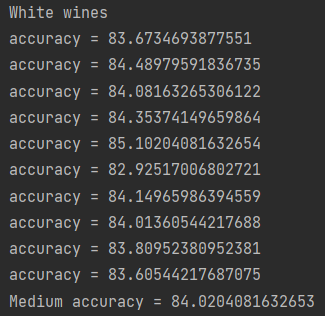 White wines
accuracy = 83.6734693877551
accuracy = 84.48979591836735
accuracy = 84.08163265306122
accuracy = 84.35374149659864
accuracy = 85.10204081632654
accuracy = 82.92517006802721
accuracy = 84.14965986394559
accuracy = 84.01360544217688
accuracy = 83.80952380952381
accuracy = 83.60544217687075
Medium accuracy = 84.0204081632653